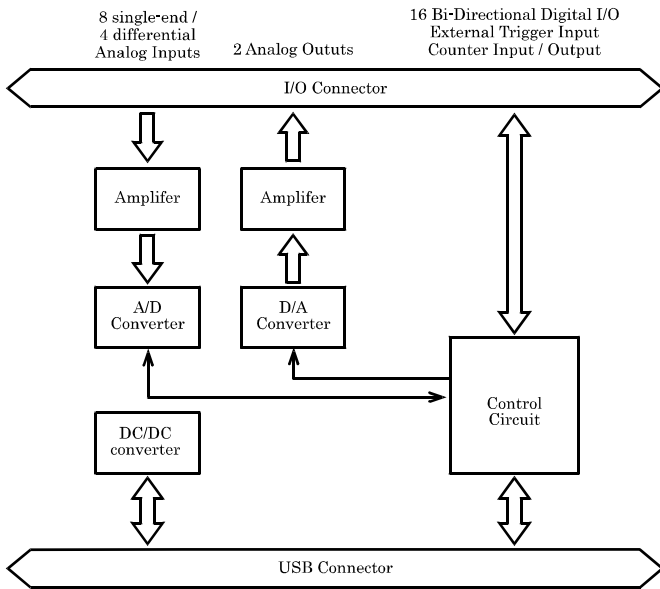 8 single-end /
4 differential
Analog Inputs
2 Analog Oututs
16 Bi-Directional Digital I/O
External Trigger Input
Counter Input / Output
I/O Connector
Amplifer
Amplifer
A/D
Converter
D/A
Converter
Control
Circuit
DC/DC
converter
USB Connector